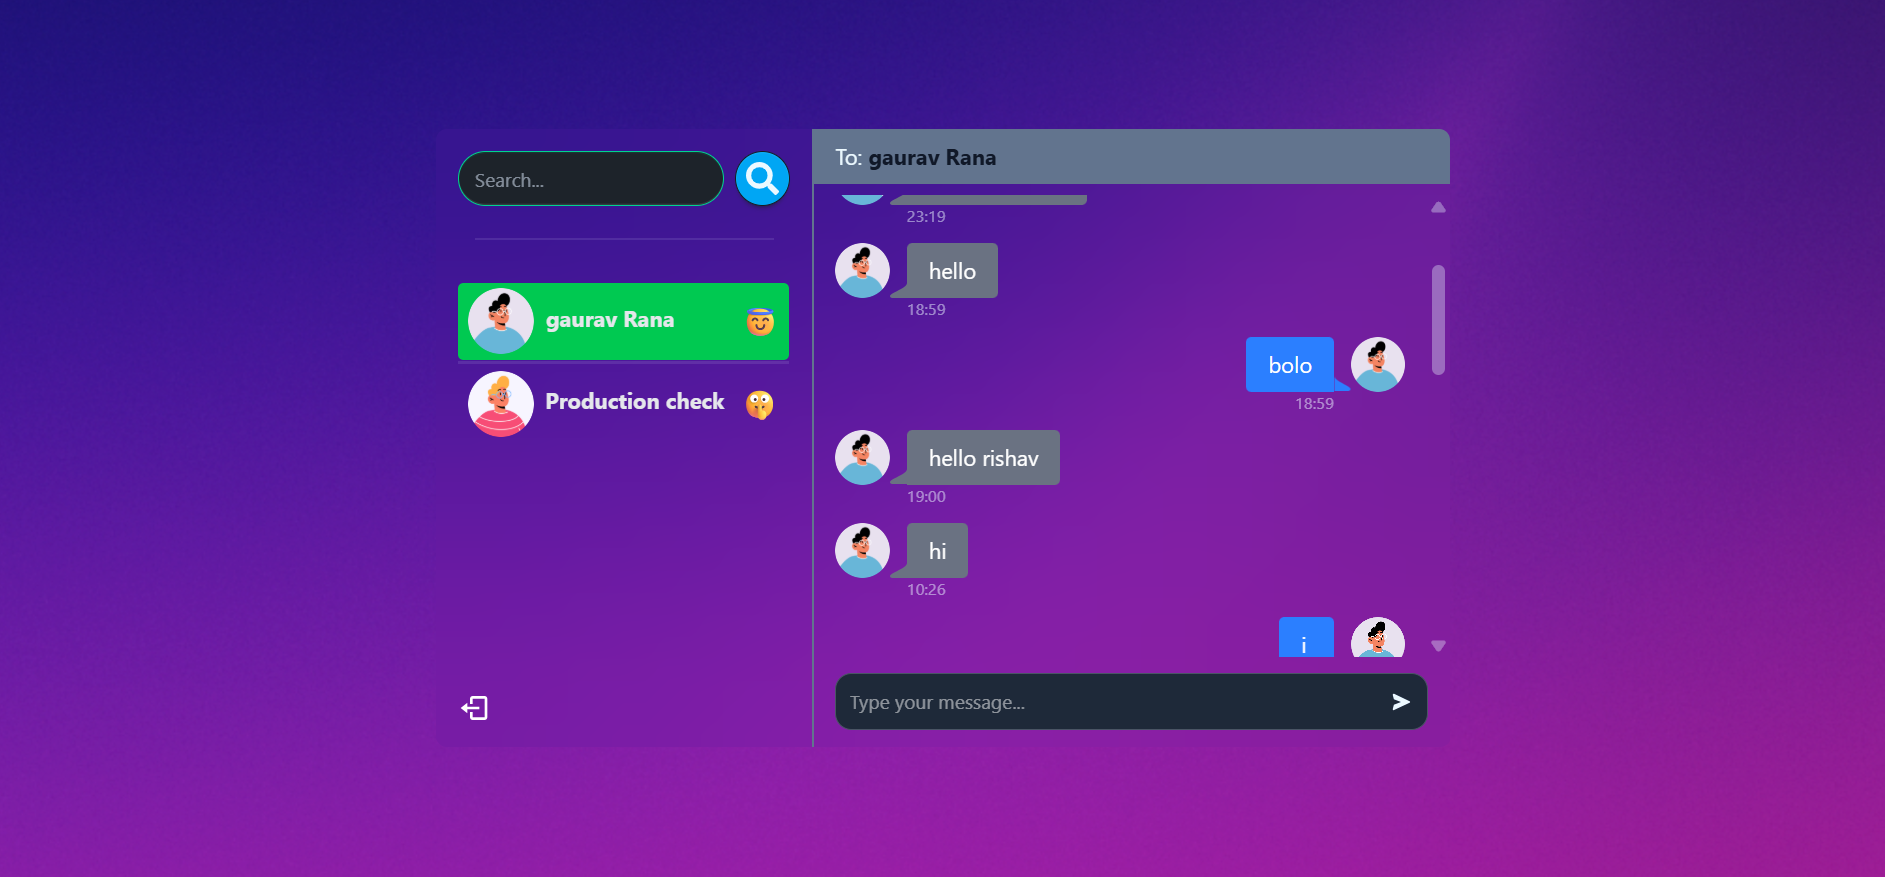 Search...
gaurav Rana
Production check
To: gaurav Rana
23:19
hello
18:59
bolo
18:59
hello rishav
19:00
hi
10:26
i
Type your message...